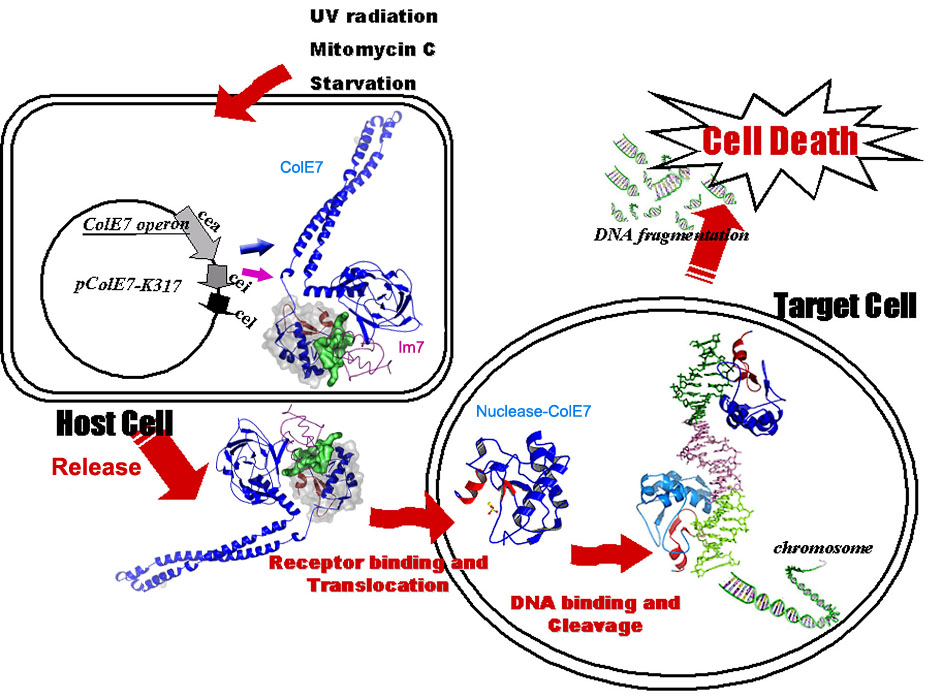 UV radiation
Mitomycin C
Starvation
ColE7
ColE7 operon
cea
pColE7-K317
cei
cel
Im7
Host Cell
Release
Receptor binding and
Translocation
Nuclease-ColE7
DNA binding and
Cleavage
chromosome
Target Cell
DNA fragmentation
Cell Death